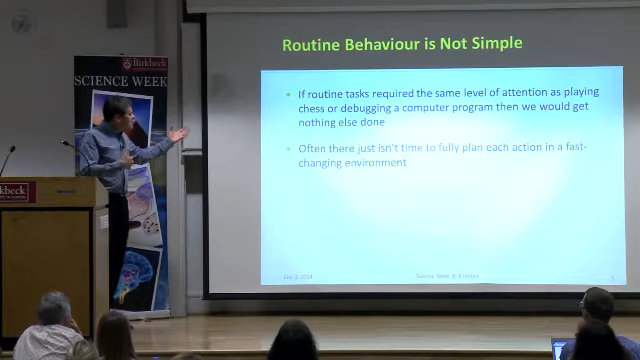 Routine Behaviour is Not Simple
Birkbeck
SCIENCE WEEK
If routine tasks required the same level of attention as playing
chess or debugging a computer program then we would get
nothing else done
Often there just isn't time to fully plan each action in a fast-
changing environment
kbeck
Science Week @ Birkbeck